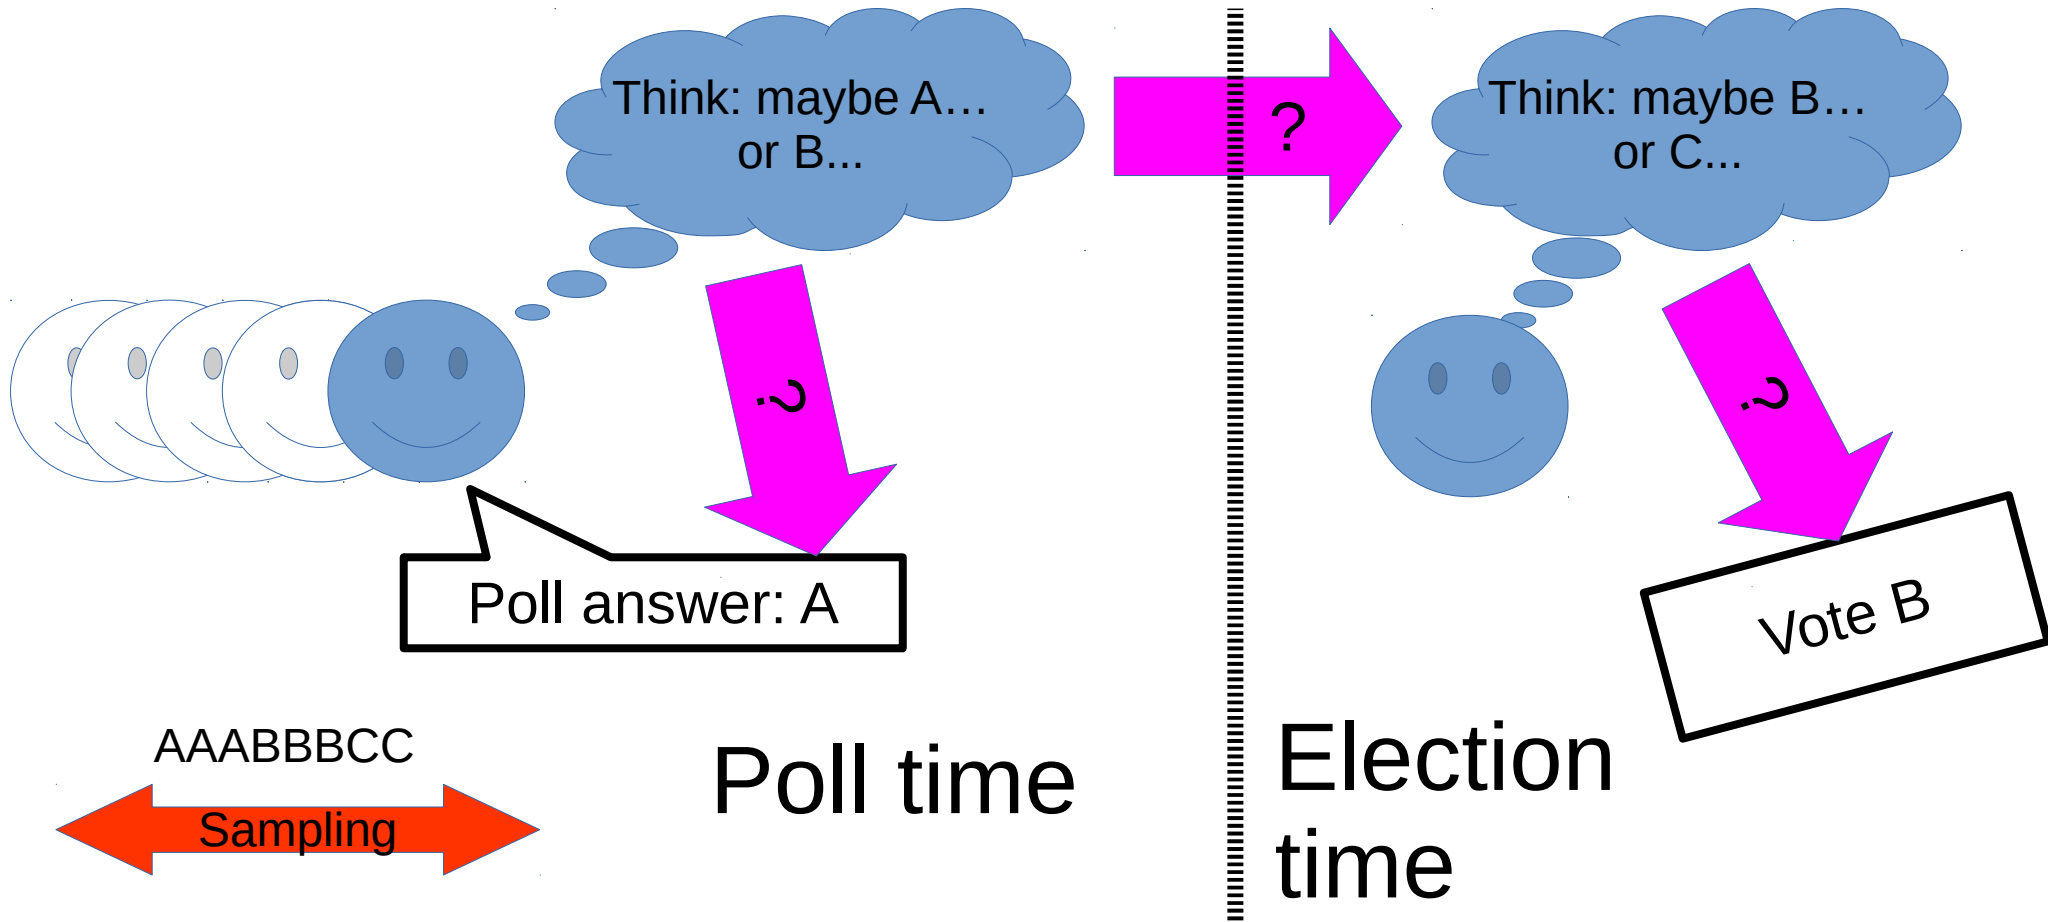 Think: maybe A…
or B...
?
Think: maybe B…
or C...
?
?
Poll answer: A
Vote B
AAABBBCC
Sampling
Poll time
Election
time